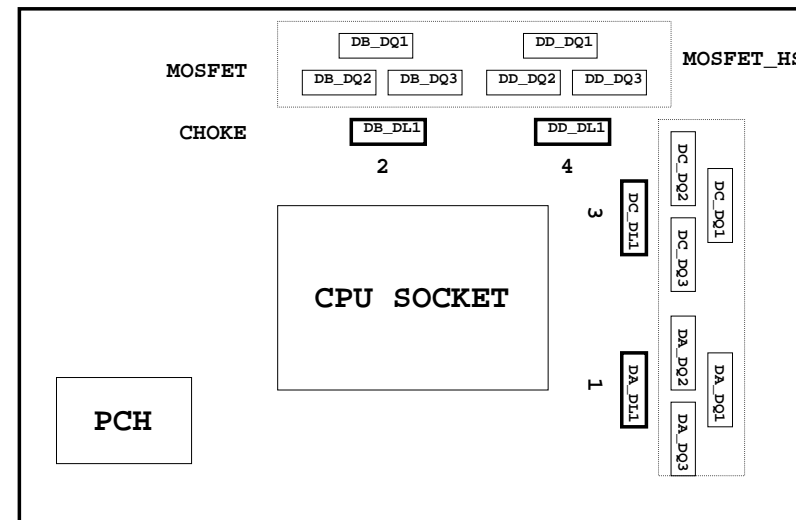 DB_DQ1
DD_DQ1
MOSFET
DB_DQ2
DB_DQ3
DD_DQ2
DD_DQ3
MOSFET_HS
CHOKE
DB_DL1
DD_DL1
2
4
3
DC_DL1
DC_DQ2
DC_DQ1
DC_DQ3
CPU SOCKET
1
DA_DL1
DA_DQ2
DA_DQ1
DA_DQ3
PCH